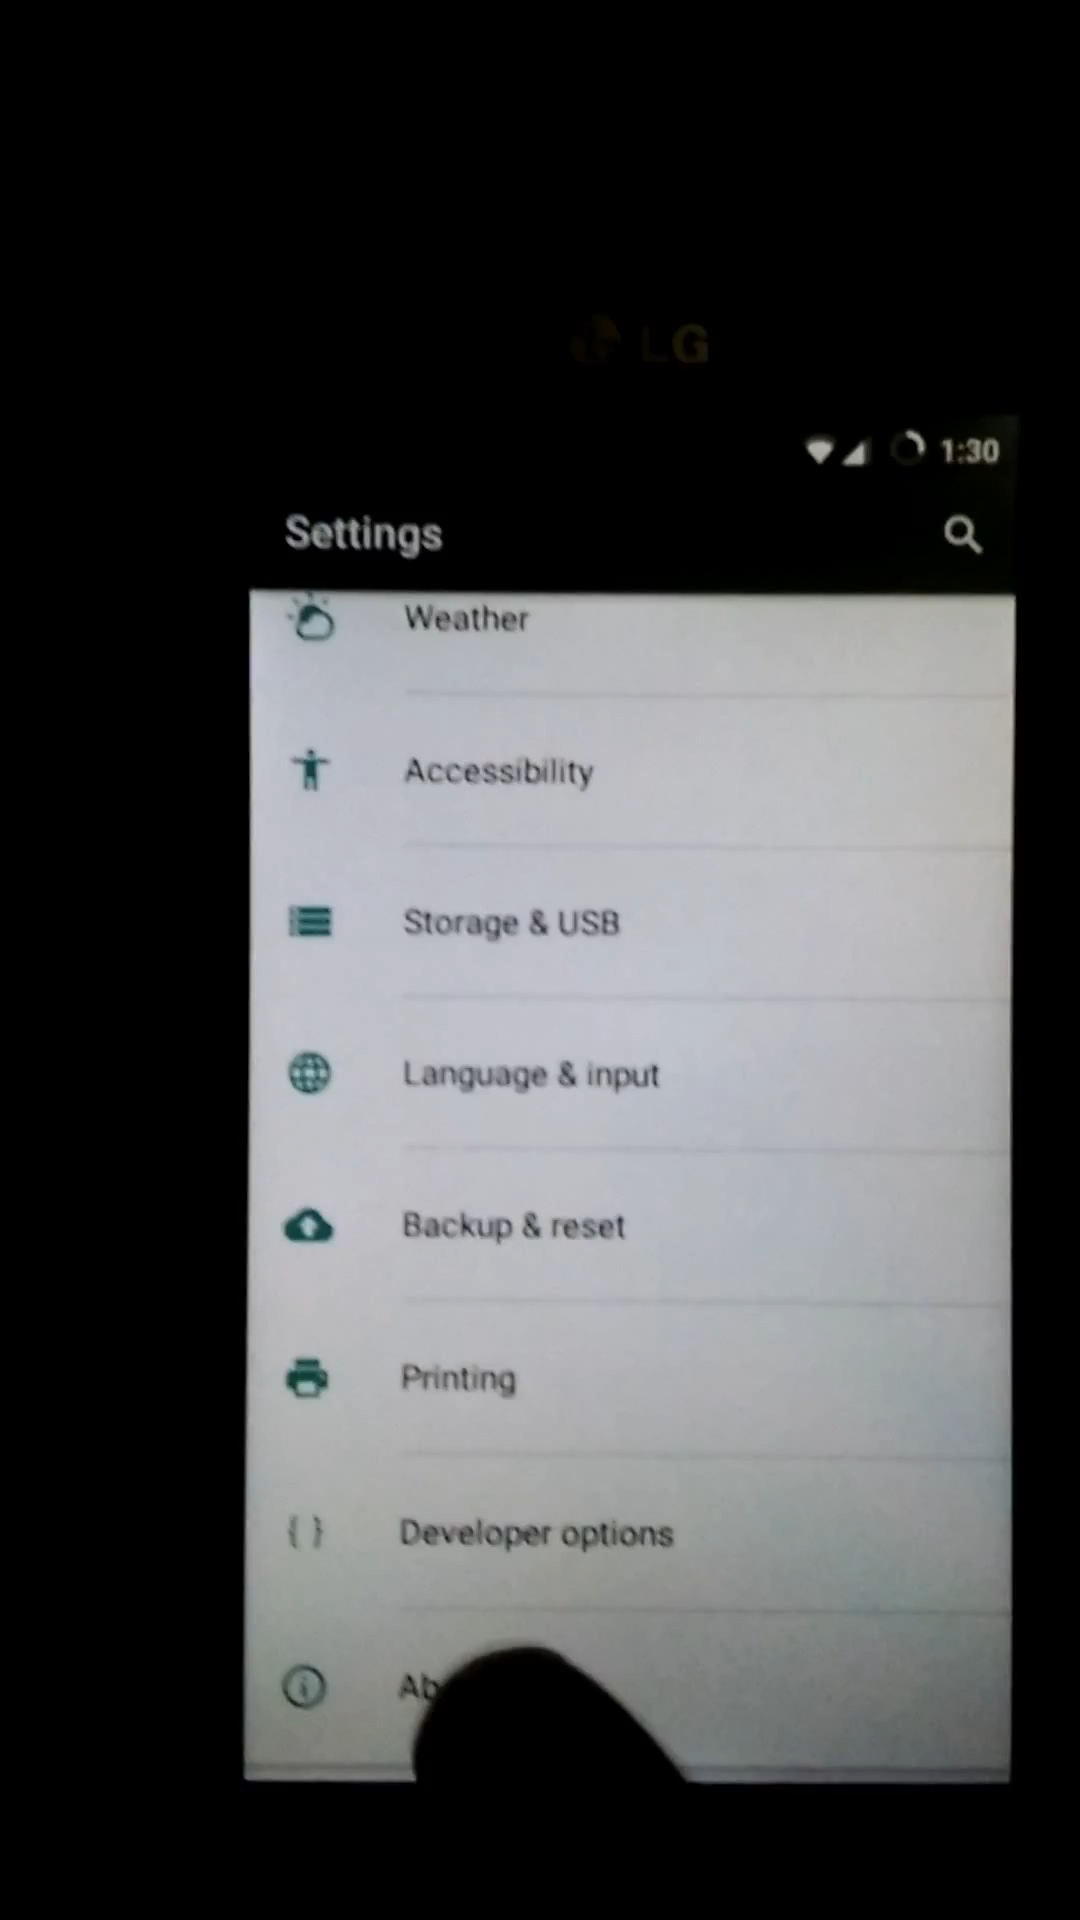 LG
1:30
Settings
Weather
Accessibility
Storage & USB
Language & input
Backup & reset
Printing
{ } Developer options
Ab